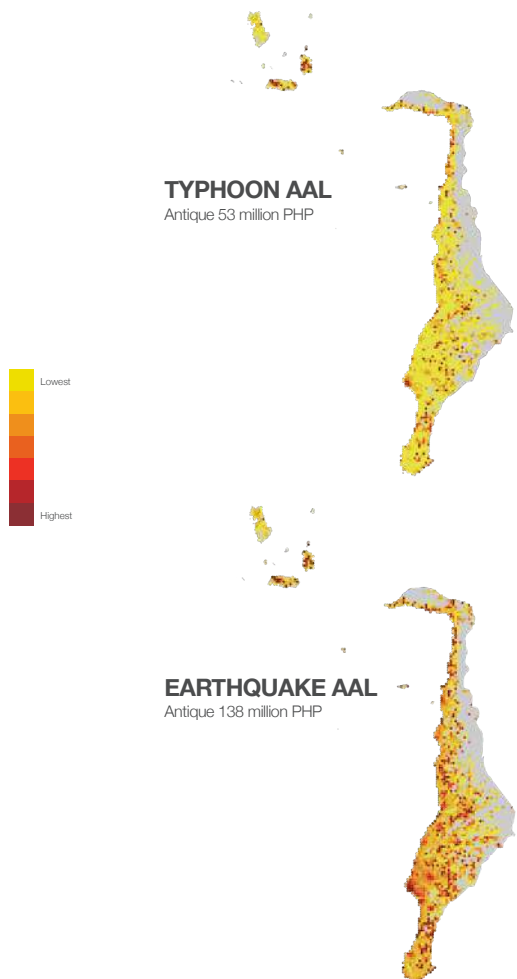 TYPHOON AAL
Antique 53 million PHP
Lowest
Highest
EARTHQUAKE AAL
Antique 138 million PHP